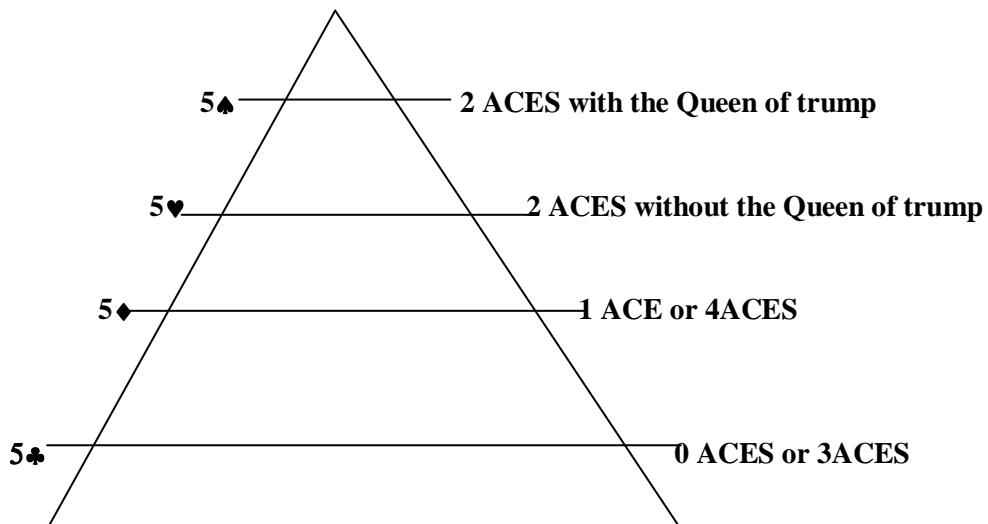 5♠ 2 ACES with the Queen of trump
5♥ 2 ACES without the Queen of trump
5♦ 1 ACE or 4ACES
5♣ 0 ACES or 3ACES